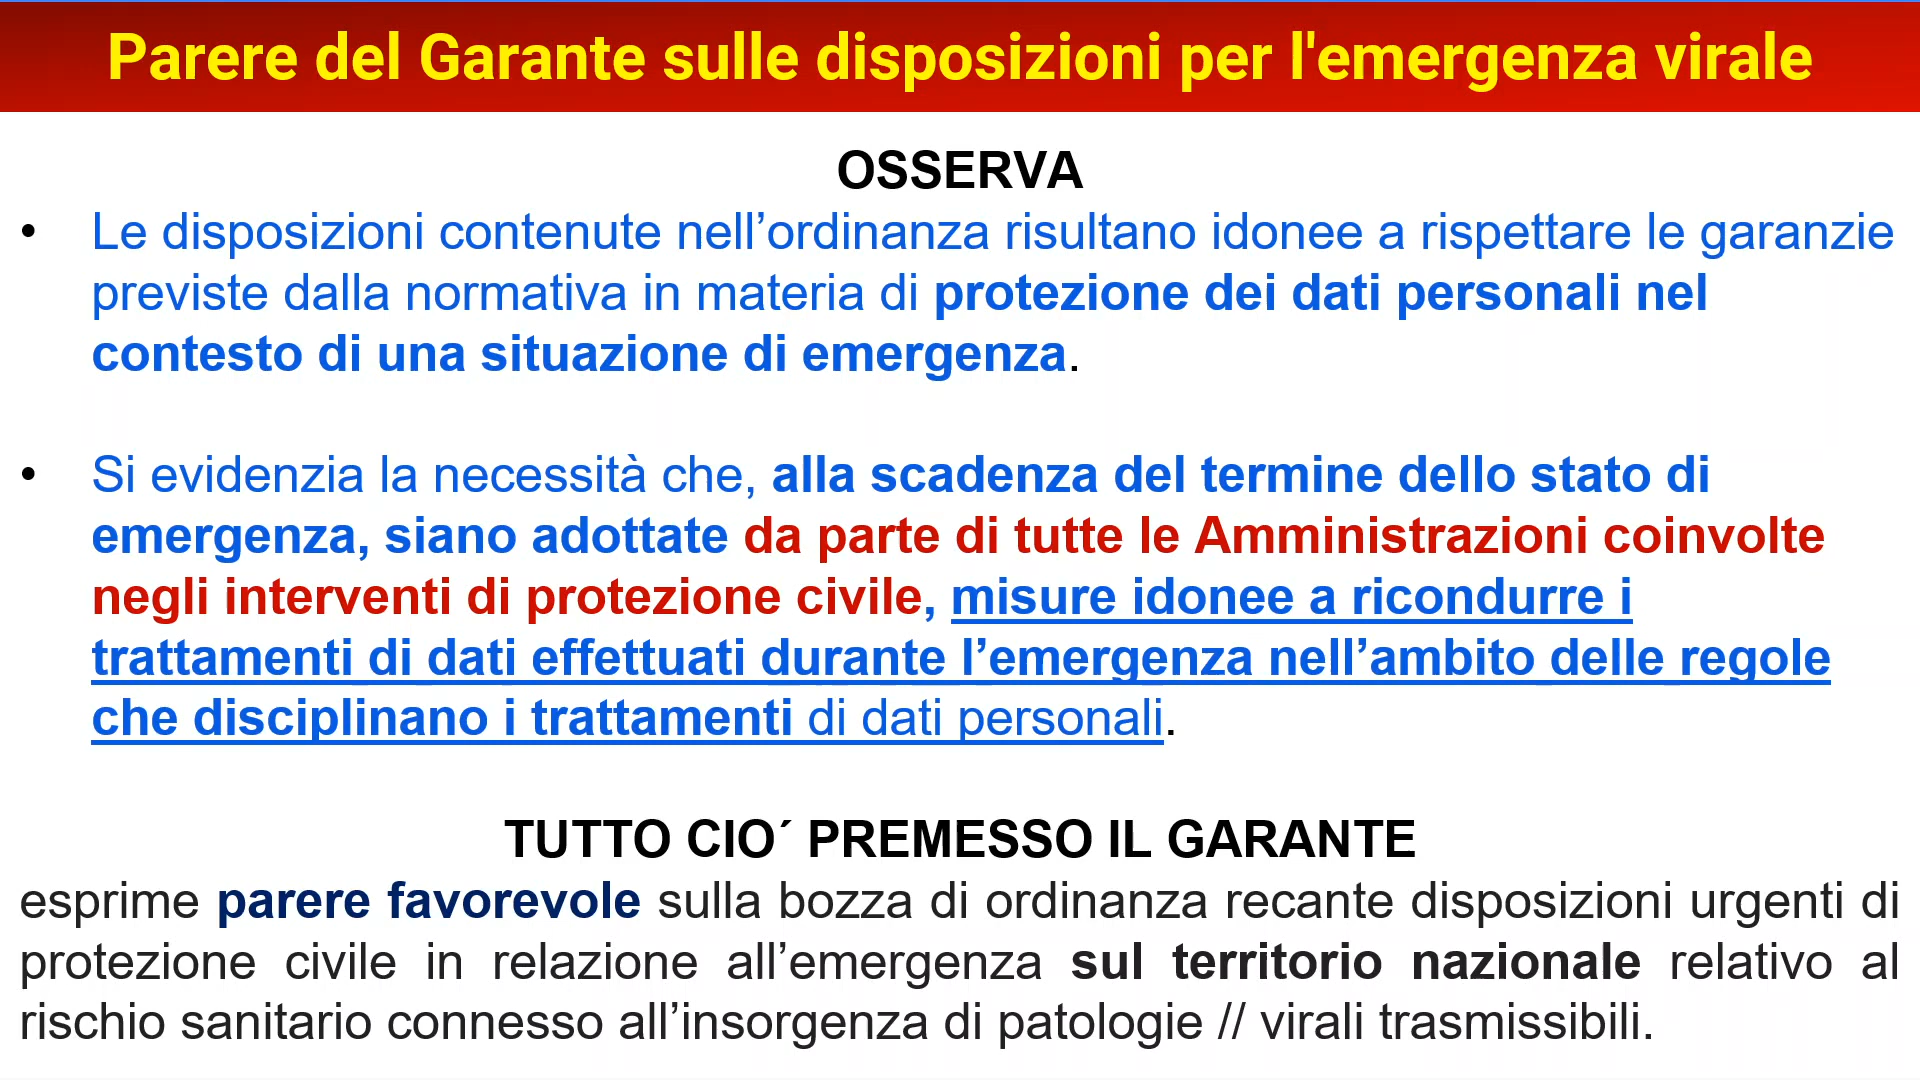 Parere del Garante sulle disposizioni per l'emergenza virale
OSSERVA
• Le disposizioni contenute nell’ordinanza risultano idonee a rispettare le garanzie
previste dalla normativa in materia di protezione dei dati personali nel
contesto di una situazione di emergenza.
• Si evidenzia la necessità che, alla scadenza del termine dello stato di
emergenza, siano adottate da parte di tutte le Amministrazioni coinvolte
negli interventi di protezione civile, misure idonee a ricondurre i
trattamenti di dati effettuati durante l’emergenza nell’ambito delle regole
che disciplinano i trattamenti di dati personali.
TUTTO CIO´ PREMESSO IL GARANTE
esprime parere favorevole sulla bozza di ordinanza recante disposizioni urgenti di
protezione civile in relazione all’emergenza sul territorio nazionale relativo al
rischio sanitario connesso all’insorgenza di patologie // virali trasmissibili.